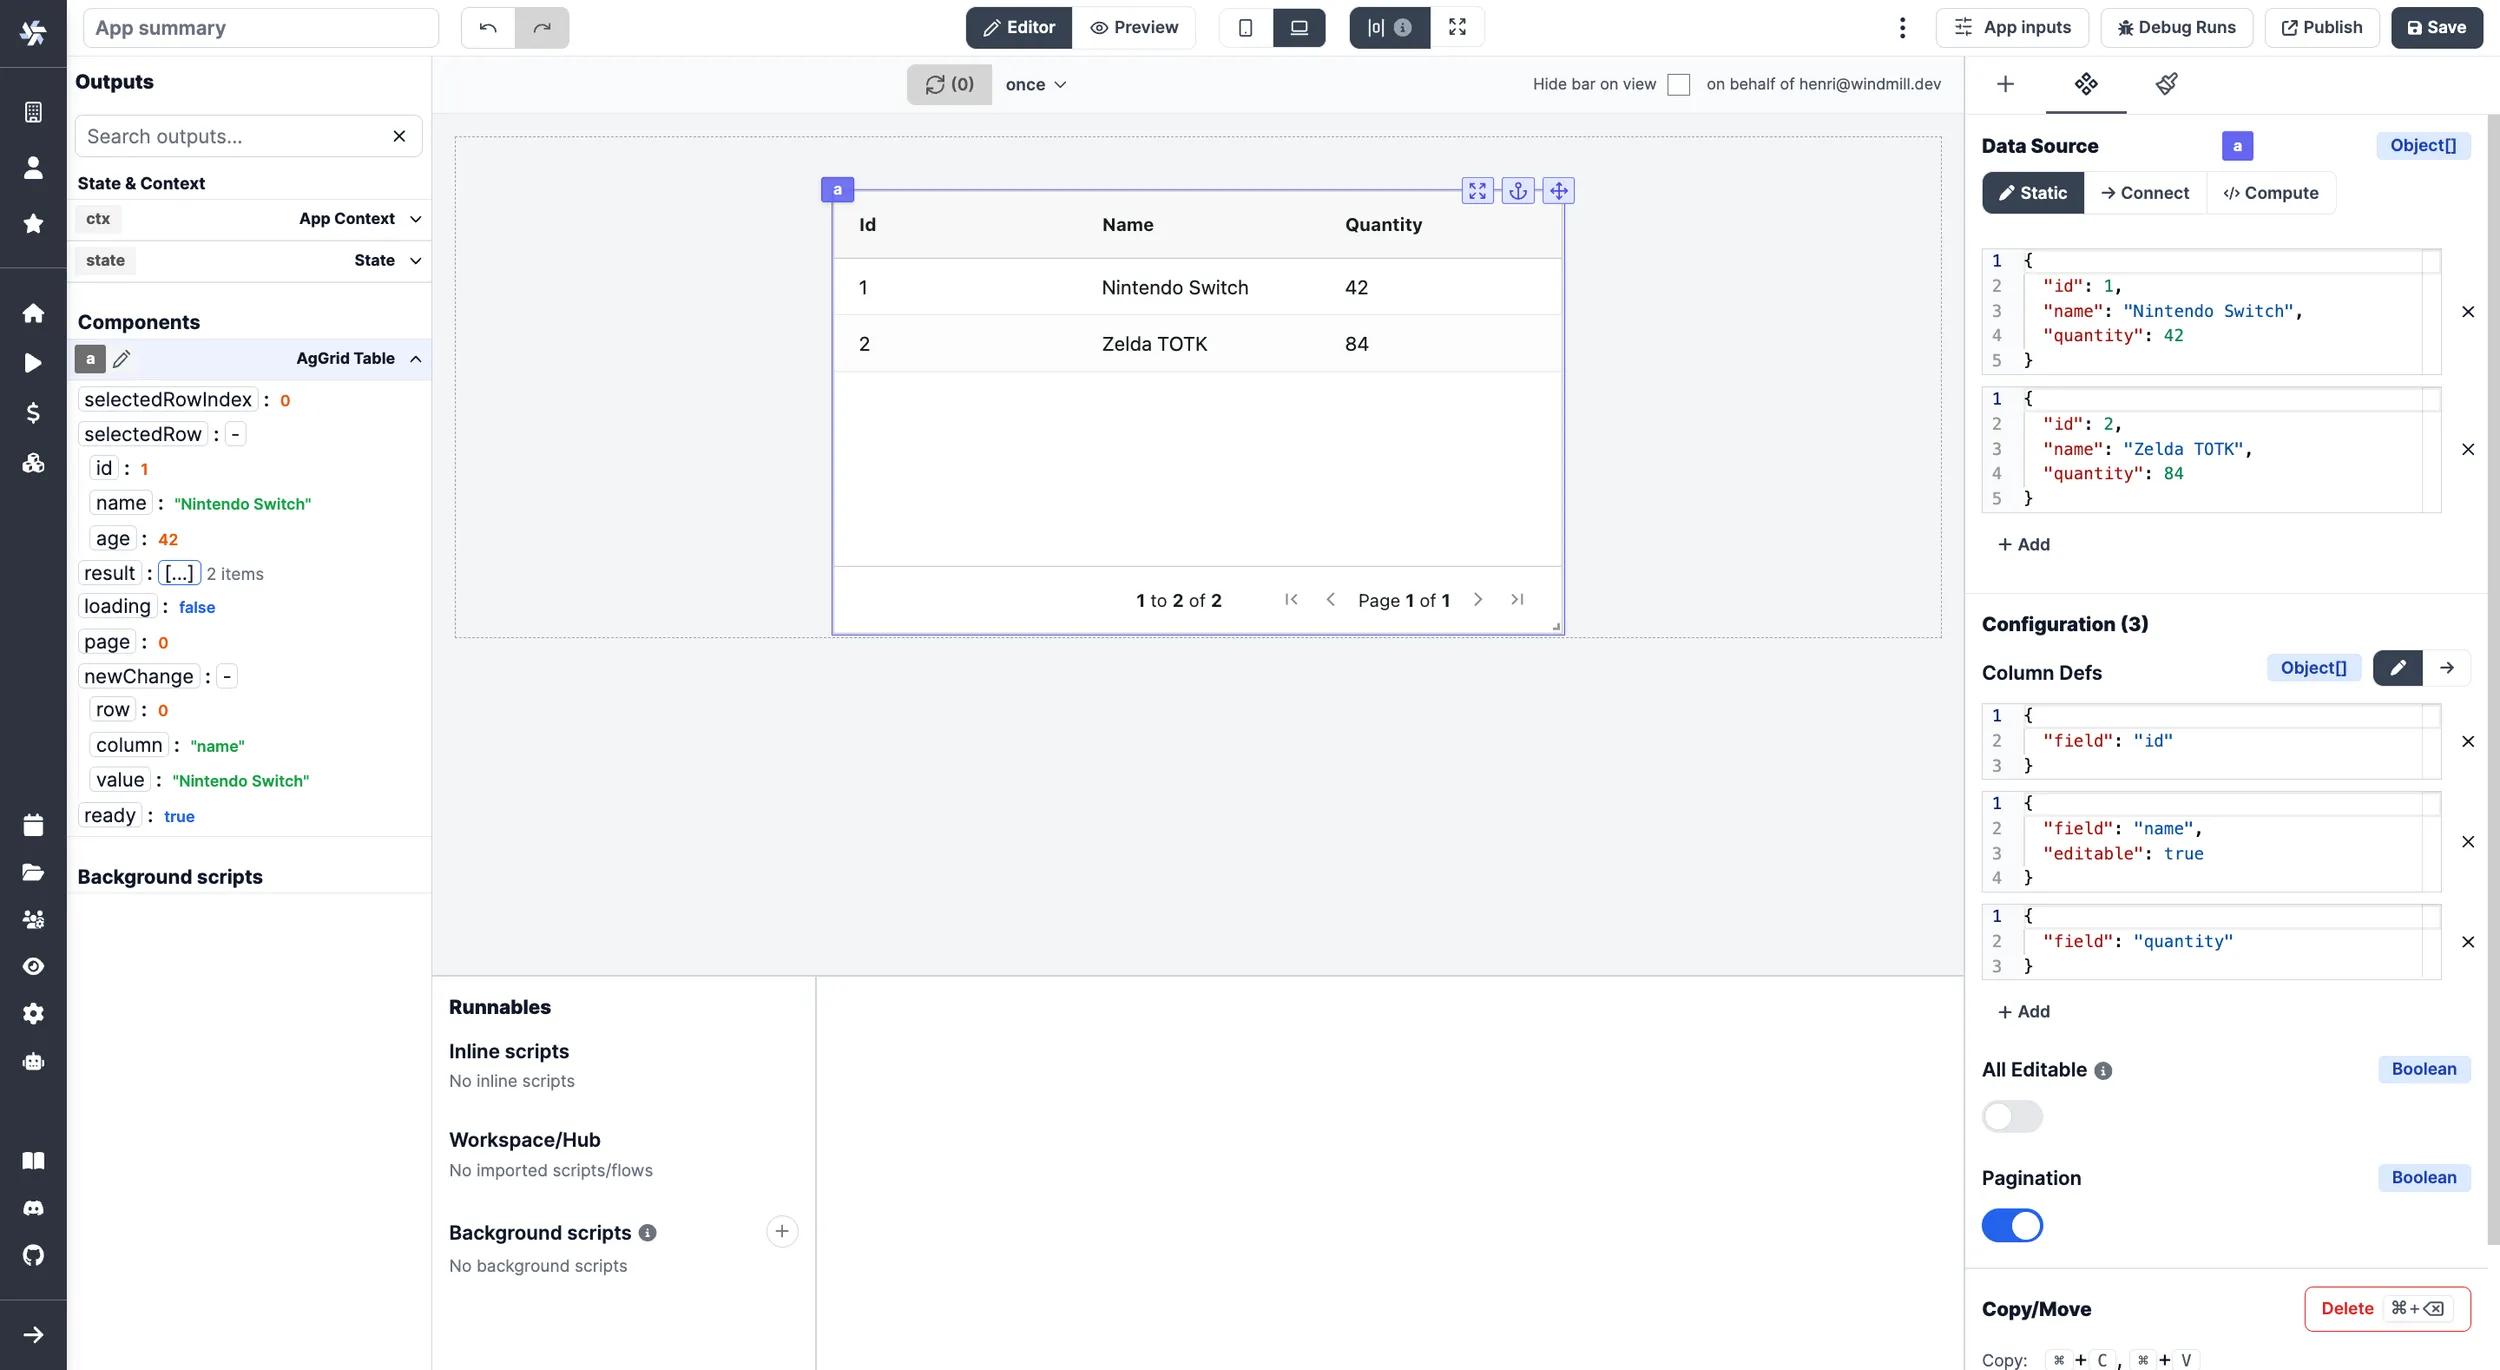 App summary
Editor
Preview
App inputs
Debug Runs
Publish
Save
Outputs
Search outputs...
State & Context
ctx App Context
state State
Components
a AgGrid Table
selectedRowIndex : 0
selectedRow : -
id : 1
name : "Nintendo Switch"
age : 42
result : [...] 2 items
loading : false
page : 0
newChange : -
row : 0
column : "name"
value : "Nintendo Switch"
ready : true
Background scripts
(0) once
Hide bar on view on behalf of henri@windmill.dev
a
Id Name Quantity
1 Nintendo Switch 42
2 Zelda TOTK 84
1 to 2 of 2 Page 1 of 1
Runnables
Inline scripts
No inline scripts
Workspace/Hub
No imported scripts/flows
Background scripts
No background scripts
Data Source a Object[]
Static Connect Compute
1 {
2 "id": 1,
3 "name": "Nintendo Switch",
4 "quantity": 42
5 }
1 {
2 "id": 2,
3 "name": "Zelda TOTK",
4 "quantity": 84
5 }
+ Add
Configuration (3)
Column Defs Object[]
1 {
2 "field": "id"
3 }
1 {
2 "field": "name",
3 "editable": true
4 }
1 {
2 "field": "quantity"
3 }
+ Add
All Editable Boolean
Pagination Boolean
Copy/Move Delete ⌘+⌫
Copy: ⌘ + C, ⌘ + V